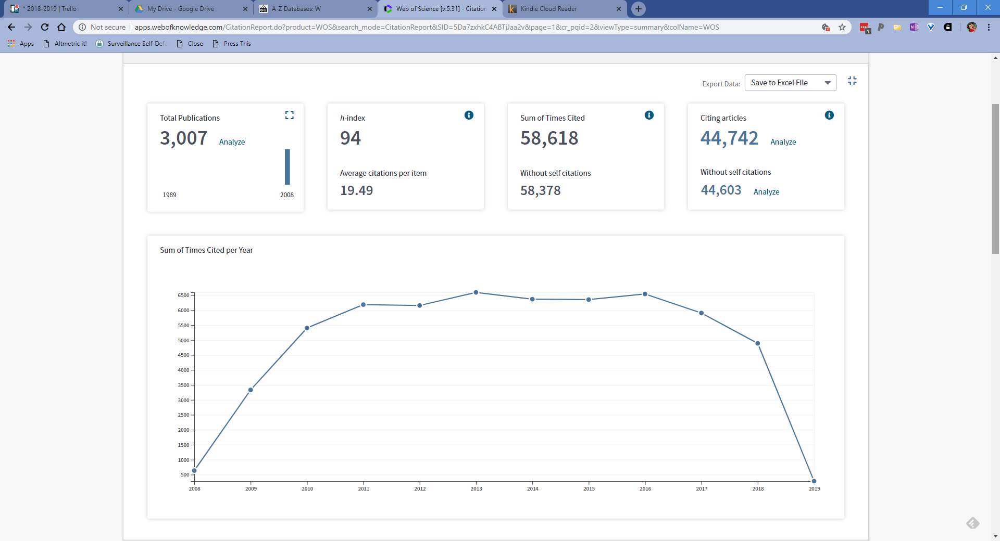 * 2018-2019 | Trello
My Drive - Google Drive
A-Z Databases: W
Web of Science [v.5.31] - Citation
Kindle Cloud Reader
Not secure
apps.webofknowledge.com/CitationReport.do?product=WOS&search_mode=CitationReport&SID=5Da7zxhkC4ABTjJaa2v&page=1&cr_pqid=2&viewType=summary&colName=WOS
1
Apps
Altmetric it!
Surveillance Self-Defe
Close
Press This
Export Data:
Save to Excel File
Total Publications
3,007 Analyze
1989
2008
h-index
94
Average citations per item
19.49
Sum of Times Cited
58,618
Without self citations
58,378
Citing articles
44,742 Analyze
Without self citations
44,603 Analyze
Sum of Times Cited per Year
6500
6000
5500
5000
4500
4000
3500
3000
2500
2000
1500
1000
500
2008 2009 2010 2011 2012 2013 2014 2015 2016 2017 2018 2019